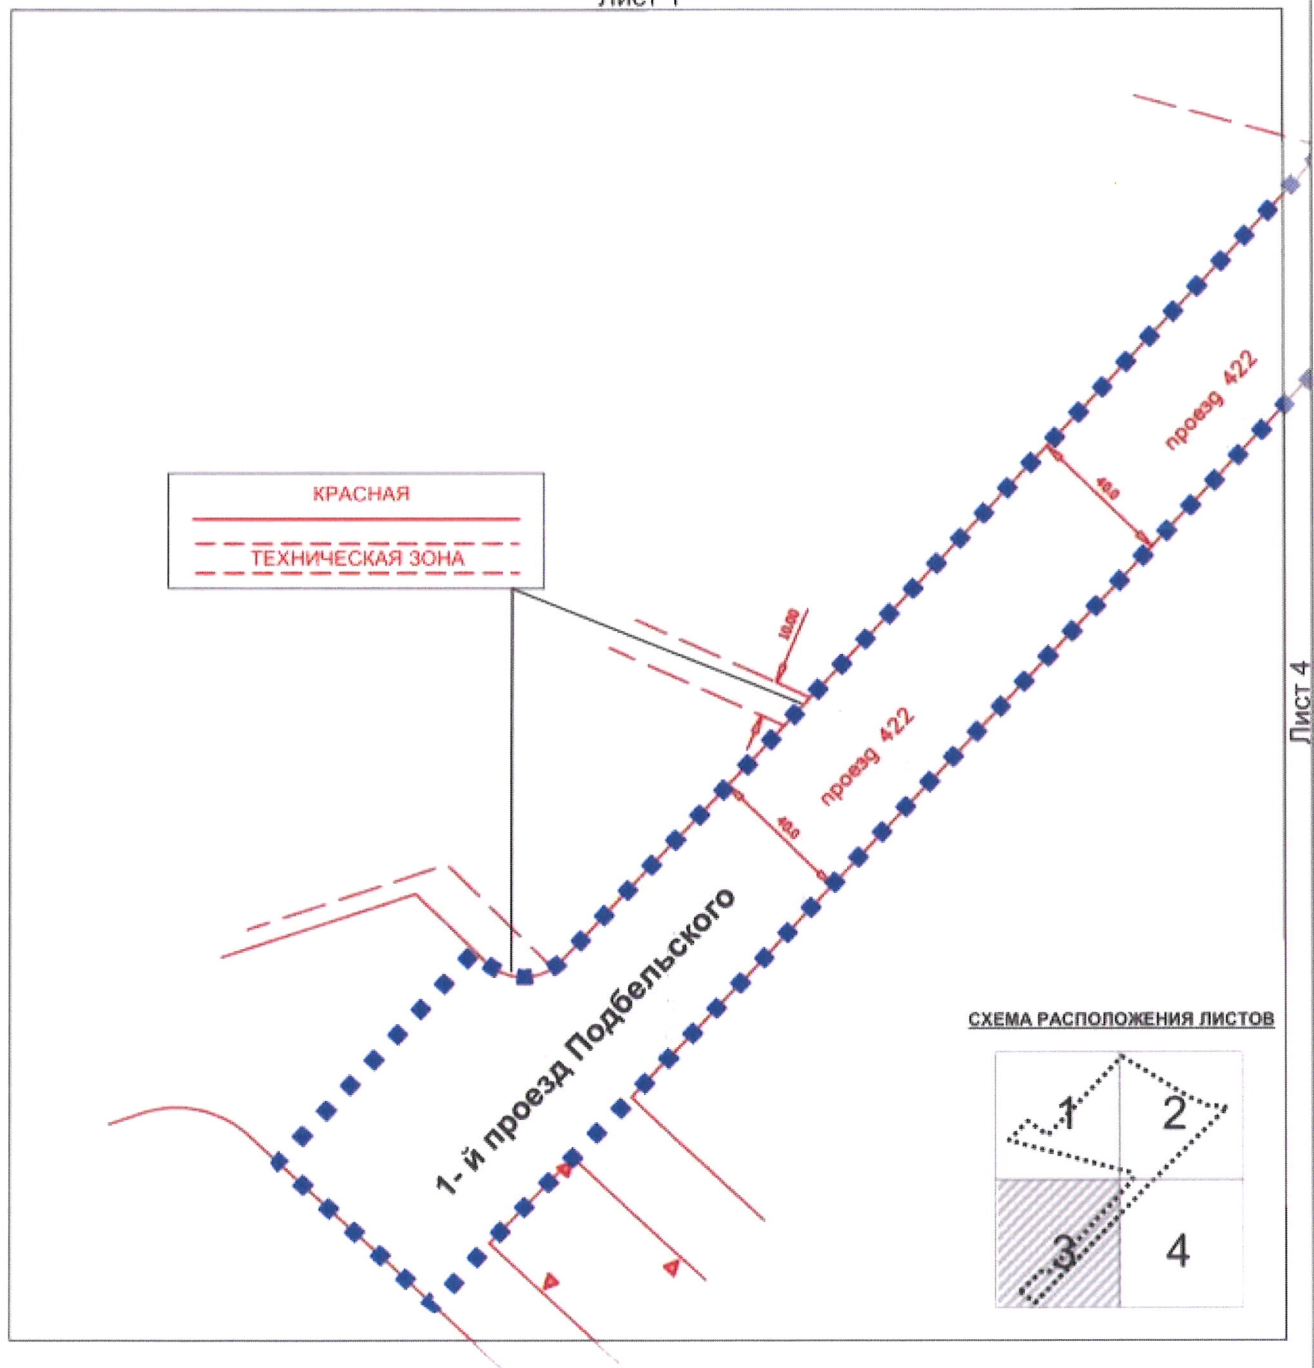 Лист 1
проезд 422
40.0
КРАСНАЯ
ТЕХНИЧЕСКАЯ ЗОНА
10.00
Лист 4
проезд 422
40.0
1- й проезд Подбельского
СХЕМА РАСПОЛОЖЕНИЯ ЛИСТОВ
1 2
3 4